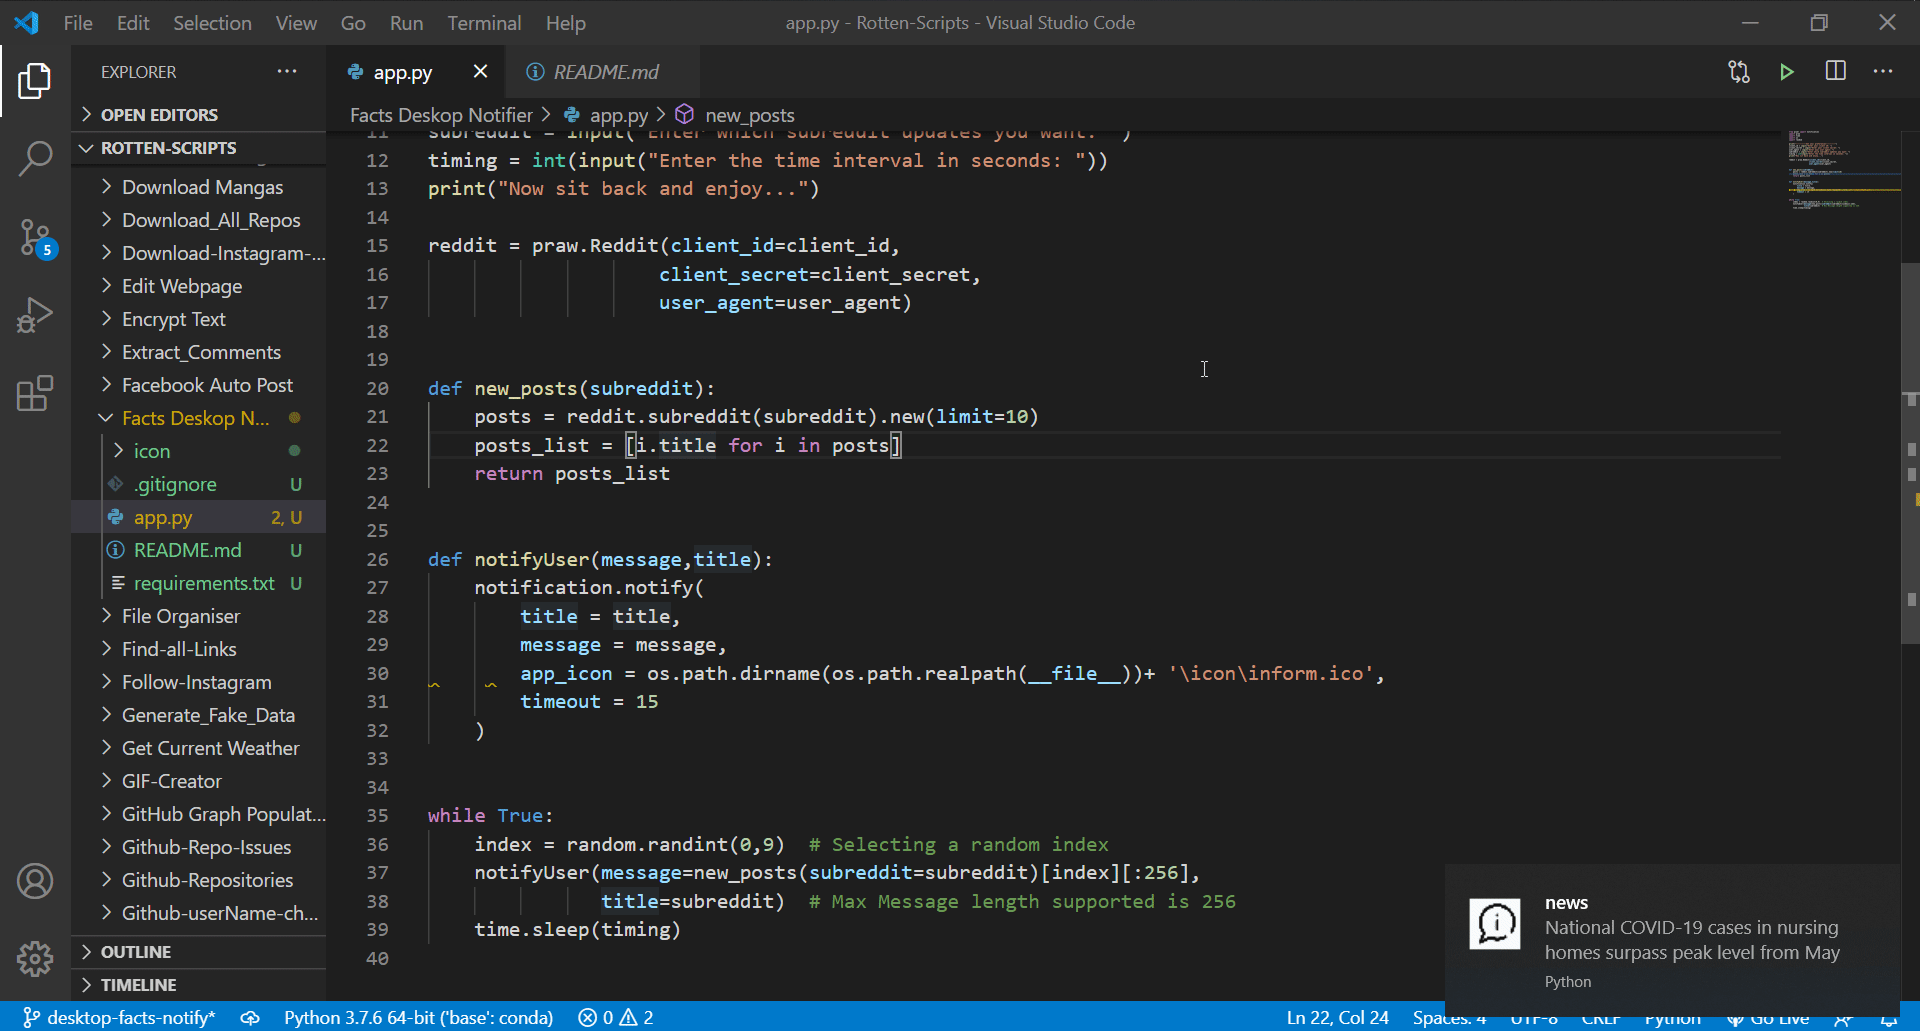 File Edit Selection View Go Run Terminal Help
app.py - Rotten-Scripts - Visual Studio Code
EXPLORER
OPEN EDITORS
ROTTEN-SCRIPTS
Download Mangas
Download_All_Repos
Download-Instagram-...
Edit Webpage
Encrypt Text
Extract_Comments
Facebook Auto Post
Facts Deskop N...
icon
.gitignore U
app.py 2, U
README.md U
requirements.txt U
File Organiser
Find-all-Links
Follow-Instagram
Generate_Fake_Data
Get Current Weather
GIF-Creator
GitHub Graph Populat...
Github-Repo-Issues
Github-Repositories
Github-userName-ch...
OUTLINE
TIMELINE
5
app.py
README.md
Facts Deskop Notifier > app.py > new_posts
11 subreddit = input("Enter which subreddit updates you want: ")
12 timing = int(input("Enter the time interval in seconds: "))
13 print("Now sit back and enjoy...")
14
15 reddit = praw.Reddit(client_id=client_id,
16 client_secret=client_secret,
17 user_agent=user_agent)
18
19
20 def new_posts(subreddit):
21 posts = reddit.subreddit(subreddit).new(limit=10)
22 posts_list = [i.title for i in posts]
23 return posts_list
24
25
26 def notifyUser(message,title):
27 notification.notify(
28 title = title,
29 message = message,
30 app_icon = os.path.dirname(os.path.realpath(__file__))+ '\icon\inform.ico',
31 timeout = 15
32 )
33
34
35 while True:
36 index = random.randint(0,9)  # Selecting a random index
37 notifyUser(message=new_posts(subreddit=subreddit)[index][:256],
38 title=subreddit)  # Max Message length supported is 256
39 time.sleep(timing)
40
news
National COVID-19 cases in nursing
homes surpass peak level from May
Python
desktop-facts-notify* Python 3.7.6 64-bit ('base': conda) 0 2 Ln 22, Col 24 Spaces: 4 UTF-8 CRLF Python Go Live